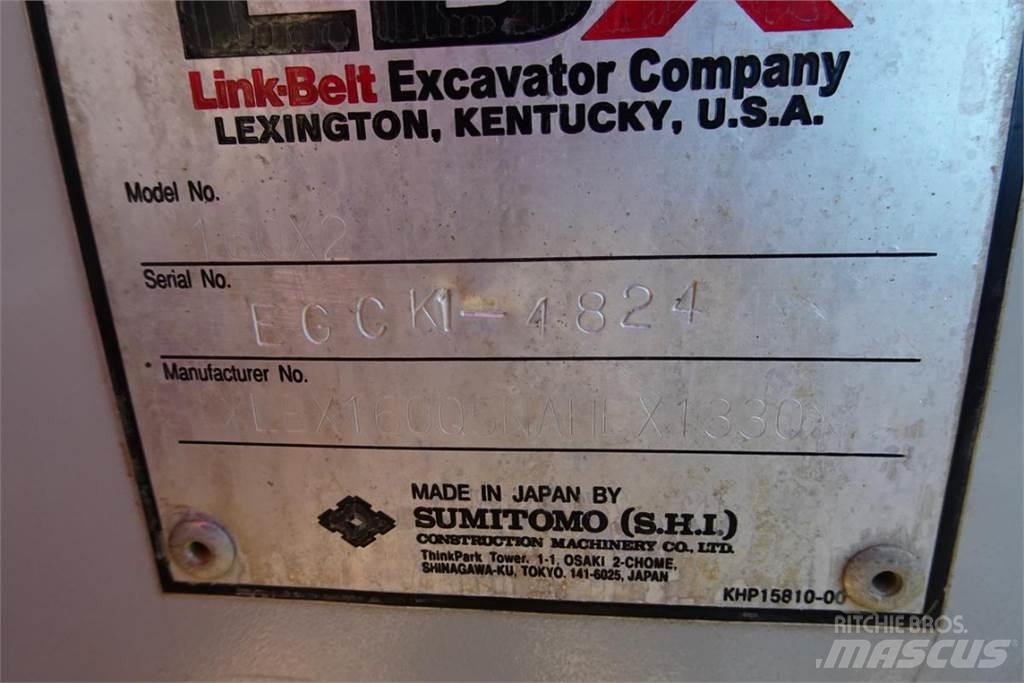 LBX
Link-Belt Excavator Company
LEXINGTON, KENTUCKY, U.S.A.
Model No.
Serial No.
EGCK1-4824
Manufacturer No.
MADE IN JAPAN BY
SUMITOMO (S.H.I.)
CONSTRUCTION MACHINERY CO., LTD.
ThinkPark Tower. 1-1, OSAKI 2-CHOME,
SHINAGAWA-KU, TOKYO. 141-6025, JAPAN
KHP15810-00
RITCHIE BROS.
MASCUS